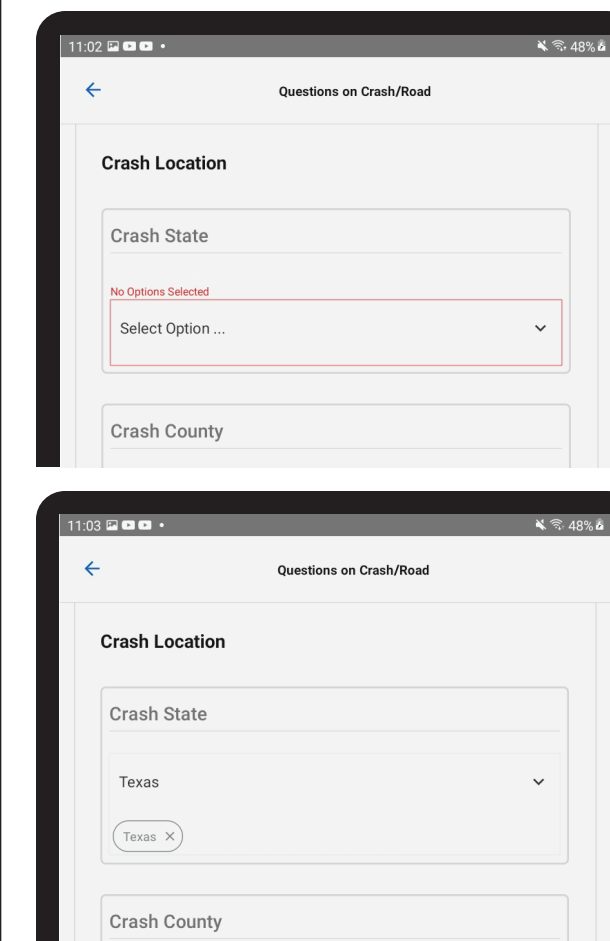 11:02
48%
Questions on Crash/Road
Crash Location
Crash State
No Options Selected
Select Option ...
Crash County
11:03
48%
Questions on Crash/Road
Crash Location
Crash State
Texas
Texas
Crash County